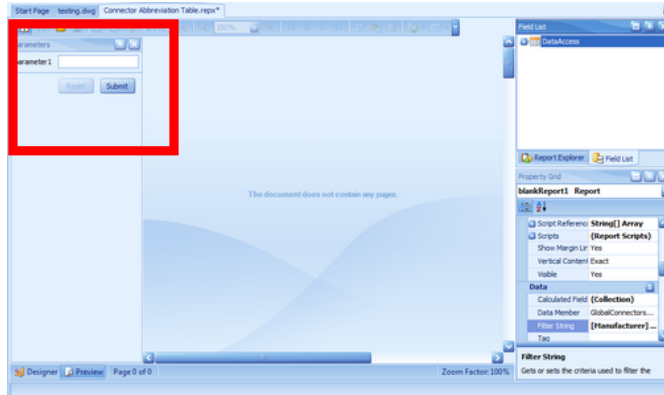 Start Page testing.dwg Connector Abbreviation Table.repx*
100%
Parameters
arameter1
Reset Submit
The document does not contain any pages.
Designer Preview Page 0 of 0 Zoom Factor: 100%
Field List
DataAccess
Report Explorer Field List
Property Grid
blankReport1 Report
Script Referenc String[] Array
Scripts (Report Scripts)
Show Margin Lir Yes
Vertical Content Exact
Visible Yes
Data
Calculated Field (Collection)
Data Member GlobalConnectors....
Filter String [Manufacturer] ...
Tag
Filter String
Gets or sets the criteria used to filter the